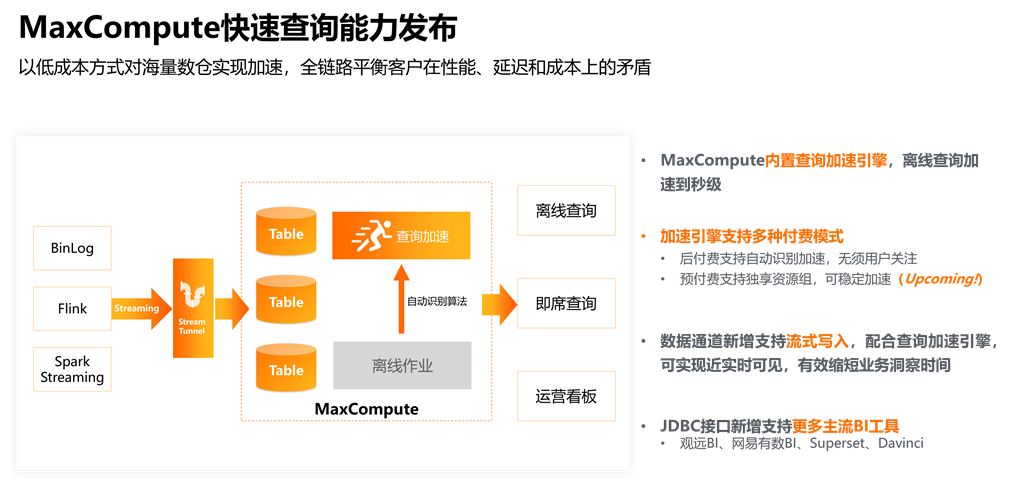 MaxCompute快速查询能力发布
以低成本方式对海量数仓实现加速，全链路平衡客户在性能、延迟和成本上的矛盾
BinLog
Flink
Spark
Streaming
Streaming
Stream
Tunnel
Table
Table
Table
查询加速
自动识别算法
离线作业
MaxCompute
离线查询
即席查询
运营看板
• MaxCompute内置查询加速引擎，离线查询加
速到秒级
• 加速引擎支持多种付费模式
• 后付费支持自动识别加速，无须用户关注
• 预付费支持独享资源组，可稳定加速（Upcoming!）
• 数据通道新增支持流式写入，配合查询加速引擎，
可实现近实时可见，有效缩短业务洞察时间
• JDBC接口新增支持更多主流BI工具
• 观远BI、网易有数BI、Superset、Davinci